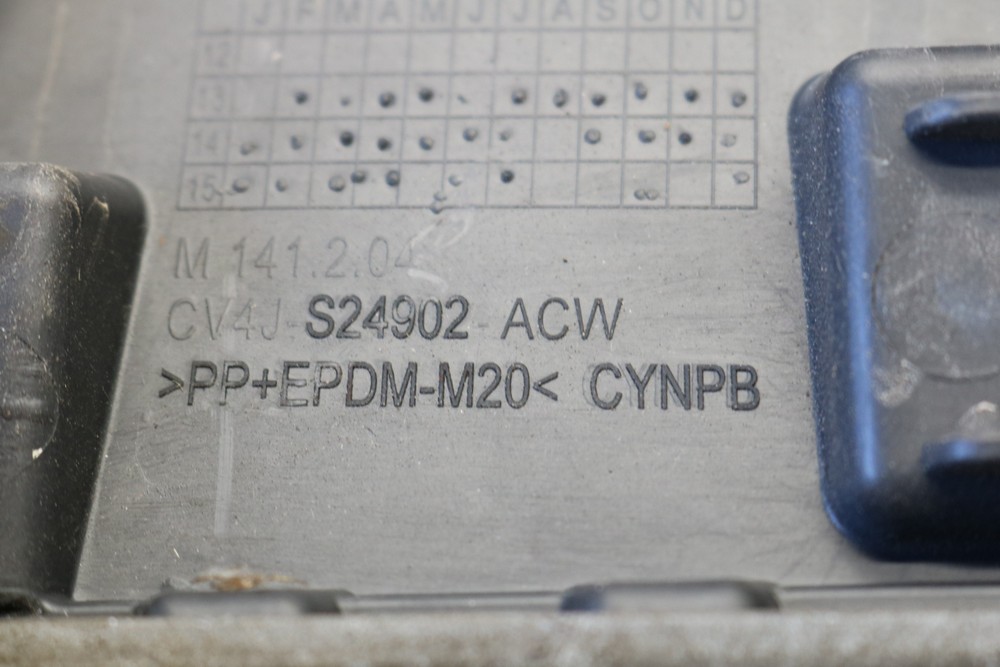 J F M A M J J A S O N D
12
13
14
15
M 141.2.04
CV4J-S24902-ACW
>PP+EPDM-M20< CYNPB